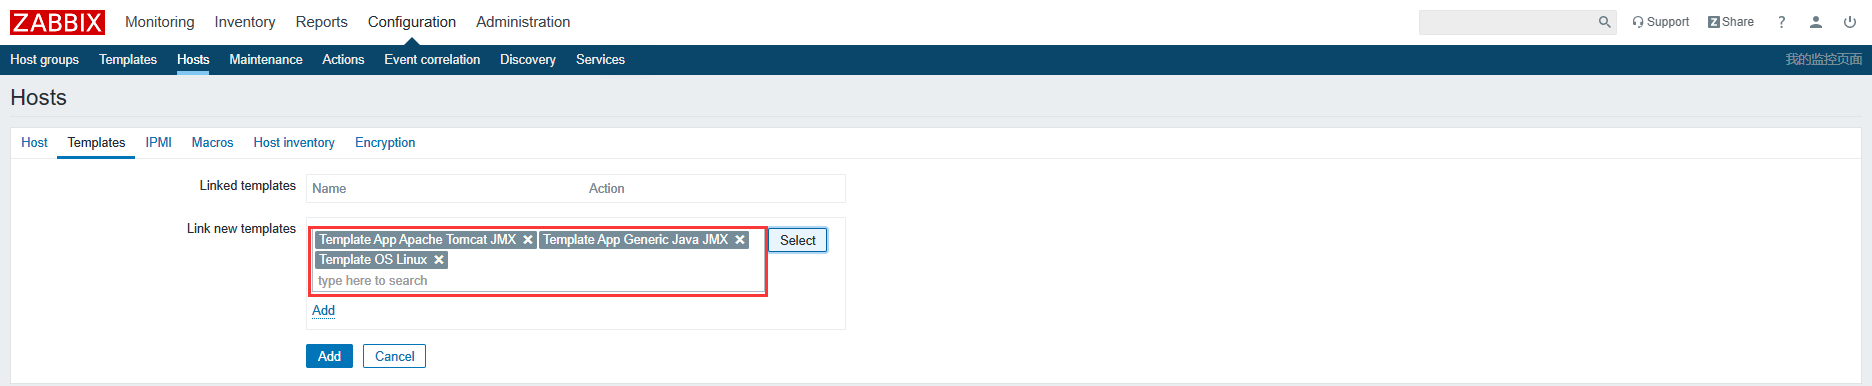 ZABBIX Monitoring Inventory Reports Configuration Administration Support Z Share ?
Host groups Templates Hosts Maintenance Actions Event correlation Discovery Services 我的监控页面
Hosts
Host Templates IPMI Macros Host inventory Encryption
Linked templates Name Action
Link new templates
Template App Apache Tomcat JMX × Template App Generic Java JMX × Select
Template OS Linux ×
type here to search
Add
Add Cancel